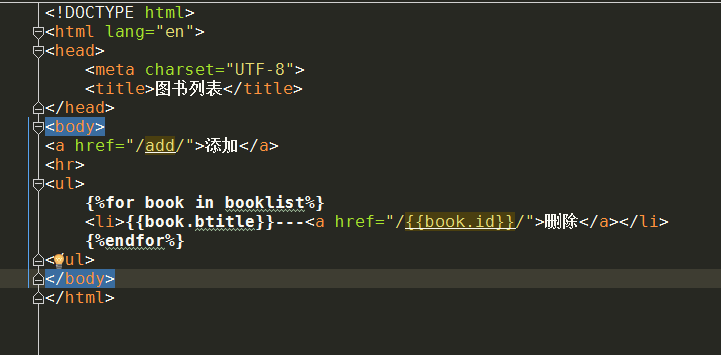 <!DOCTYPE html>
<html lang="en">
<head>
    <meta charset="UTF-8">
    <title>图书列表</title>
</head>
<body>
<a href="/add/">添加</a>
<hr>
<ul>
    {%for book in booklist%}
    <li>{{book.btitle}}---<a href="/{{book.id}}/">删除</a></li>
    {%endfor%}
< ul>
</body>
</html>